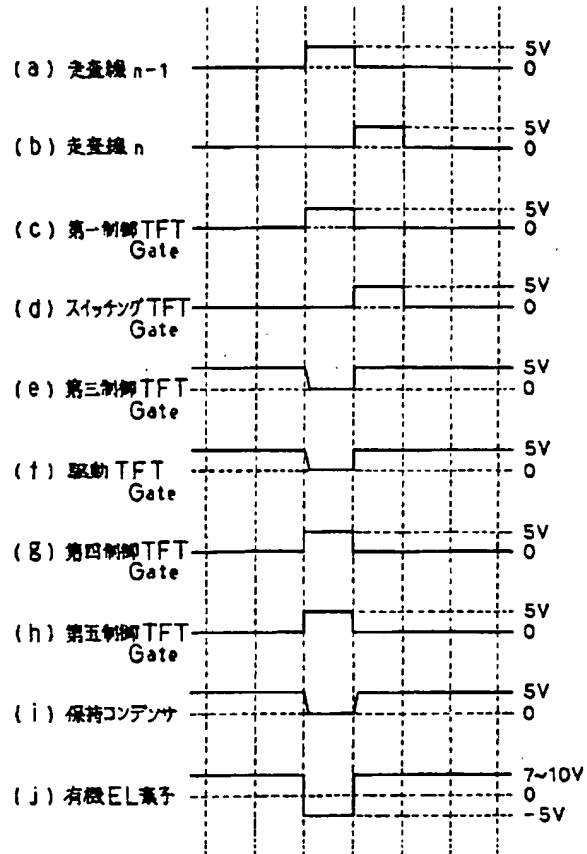 (a) 走査線 n-1
5V
0
(b) 走査線 n
5V
0
(c) 第一制御TFT
Gate
5V
0
(d) スイッチングTFT
Gate
5V
0
(e) 第三制御TFT
Gate
5V
0
(f) 駆動TFT
Gate
5V
0
(g) 第四制御TFT
Gate
5V
0
(h) 第五制御TFT
Gate
5V
0
(i) 保持コンデンサ
5V
0
(j) 有機EL素子
7~10V
0
-5V